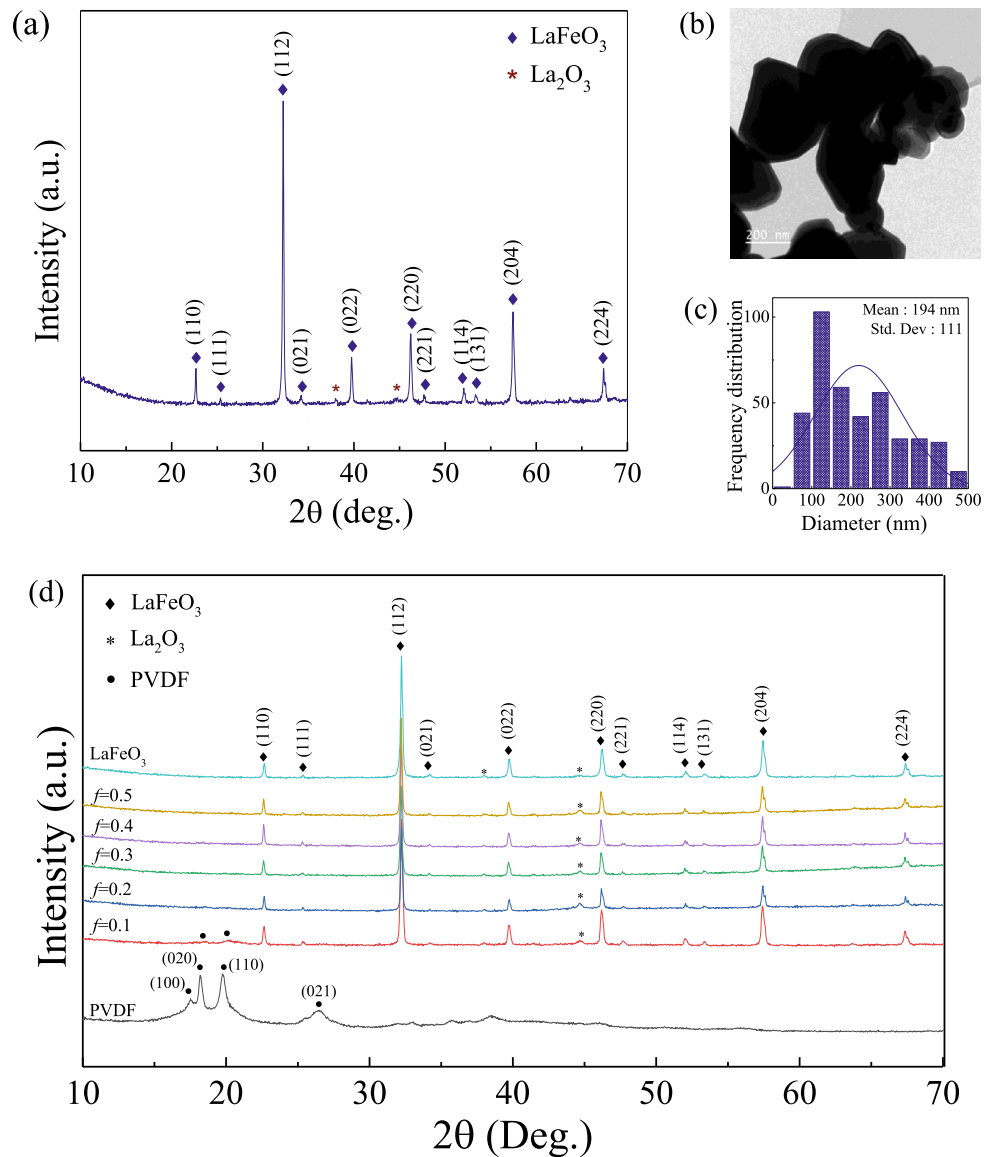 (a)
LaFeO₃
La₂O₃
(110)
(111)
(112)
(021)
(022)
(220)
(221)
(114)
(131)
(204)
(224)
Intensity (a.u.)
10 20 30 40 50 60 70
2θ (deg.)
(b)
200 nm
(c)
Mean : 194 nm
Std. Dev : 111
Frequency distribution
100
50
0
0 100 200 300 400 500
Diameter (nm)
(d)
LaFeO₃
La₂O₃
PVDF
(110)
(111)
(112)
(021)
(022)
(220)
(221)
(114)
(131)
(204)
(224)
LaFeO₃
f=0.5
f=0.4
f=0.3
f=0.2
f=0.1
(020)
(100)
(110)
(021)
PVDF
Intensity (a.u.)
10 20 30 40 50 60 70
2θ (Deg.)